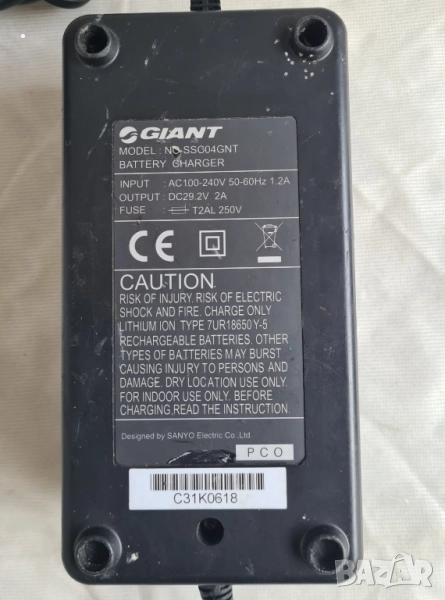 GIANT
MODEL : NC-SSC04GNT
BATTERY CHARGER
INPUT : AC100-240V 50-60Hz 1.2A
OUTPUT : DC29.2V 2A
FUSE : T2AL 250V
CE
CAUTION
RISK OF INJURY. RISK OF ELECTRIC
SHOCK AND FIRE. CHARGE ONLY
LITHIUM ION TYPE 7UR18650Y-5
RECHARGEABLE BATTERIES. OTHER
TYPES OF BATTERIES MAY BURST
CAUSING INJURY TO PERSONS AND
DAMAGE. DRY LOCATION USE ONLY.
FOR INDOOR USE ONLY. BEFORE
CHARGING,READ THE INSTRUCTION.
Designed by SANYO Electric Co.,Ltd
PCO
C31K0618
BAZAR